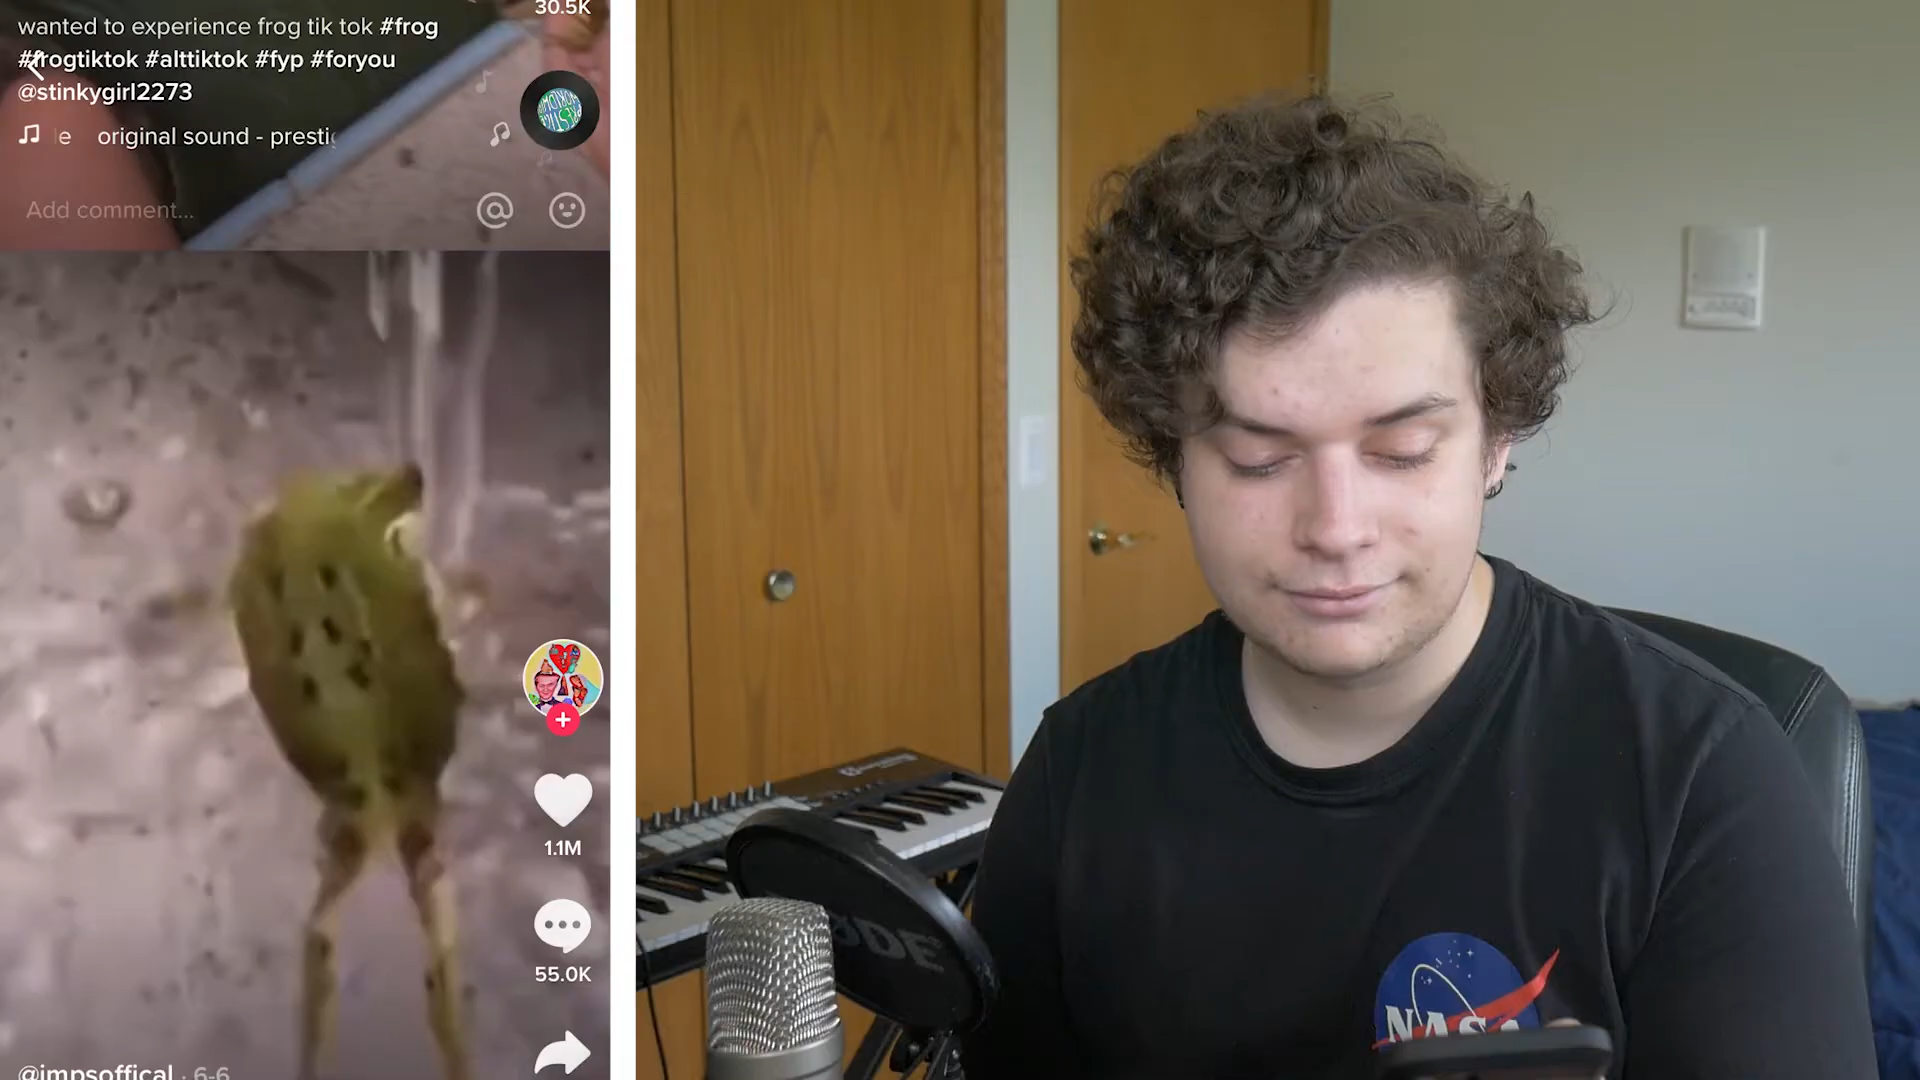 30.5K
wanted to experience frog tik tok #frog
#frogtiktok #alttiktok #fyp #foryou
@stinkygirl2273
e original sound - presti
Add comment...
1.1M
55.0K
@impsoffical · 6-6
NASA